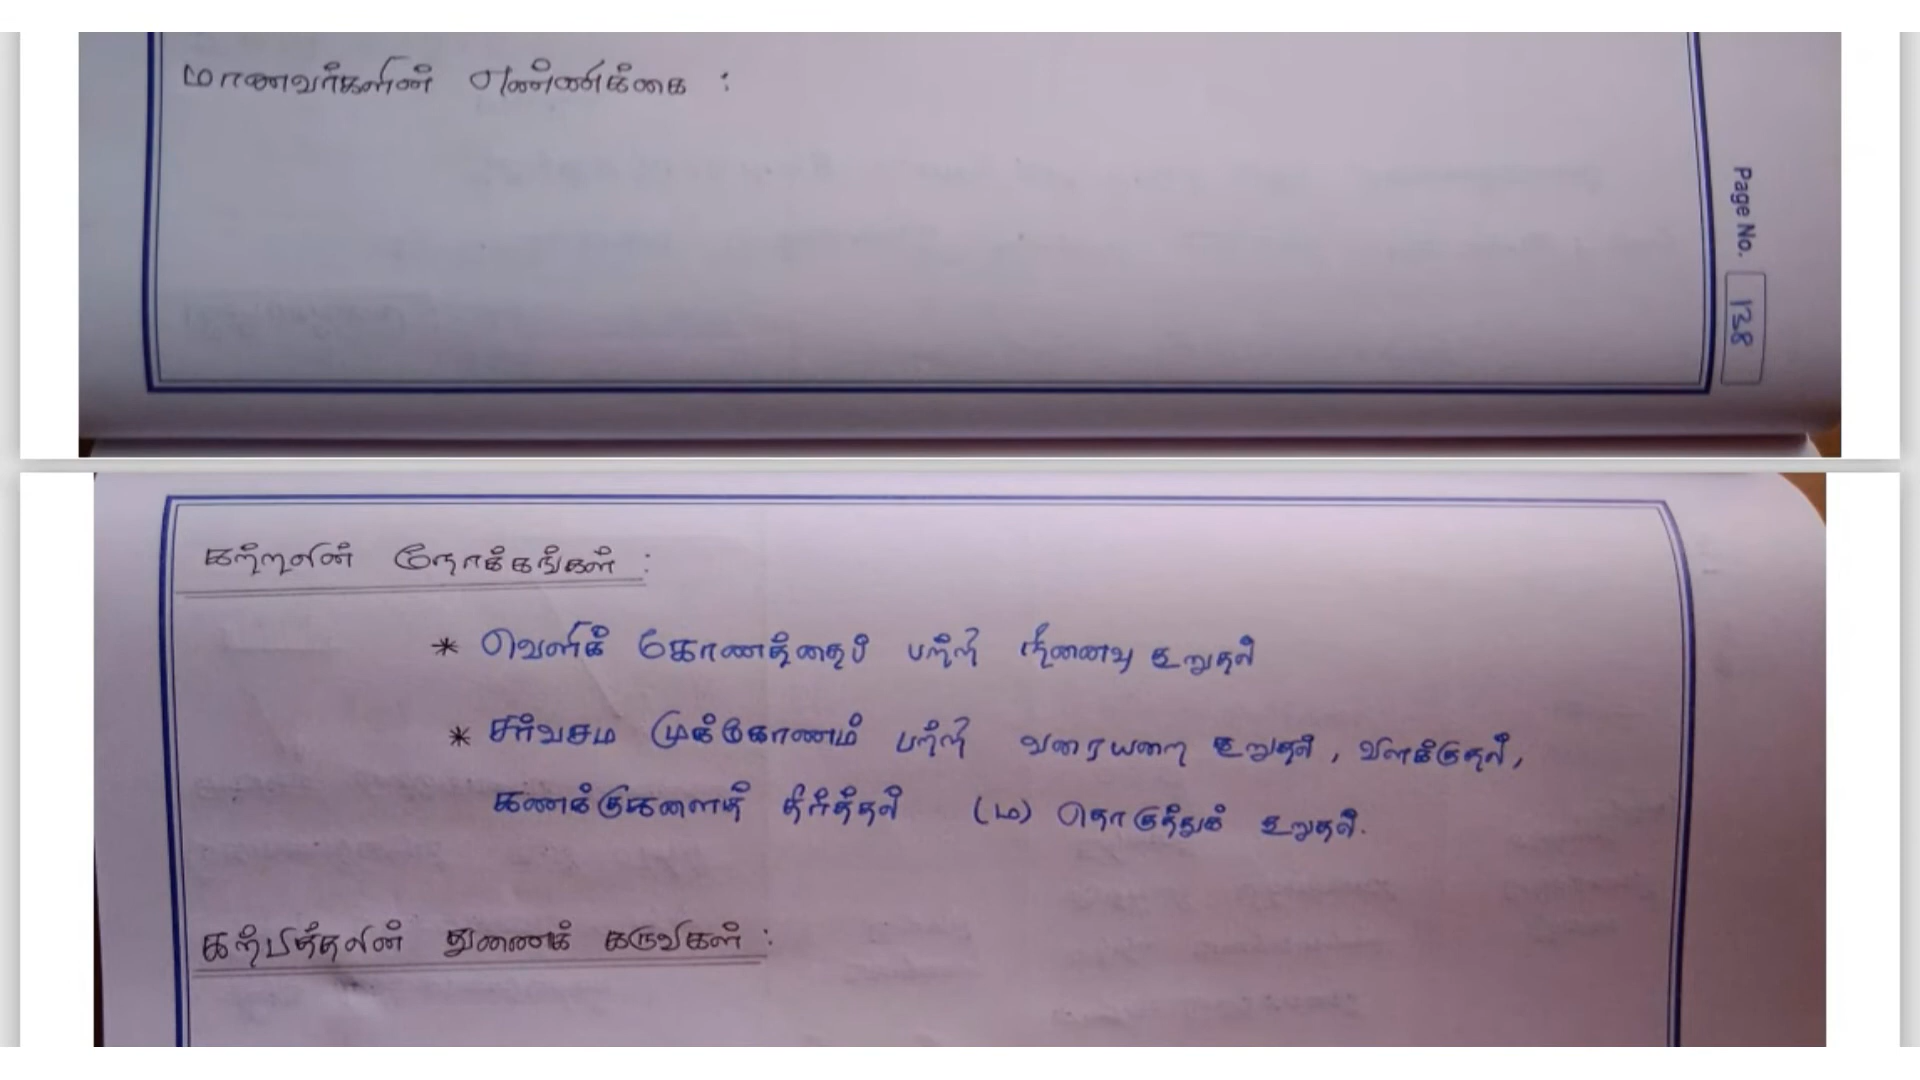 மாணவர்களின் எண்ணிக்கை :
Page No. 138
கற்றலின் நோக்கங்கள் :
* வெளிக் கோணத்தைப் பற்றி நினைவு கூறுதல்
* சர்வசம முக்கோணம் பற்றி வரையறை கூறுதல், விளக்குதல்,
கணக்குகளைத் தீர்த்தல் (ம) தொகுத்துக் கூறுதல்.
கற்பித்தலின் துணைக் கருவிகள் :